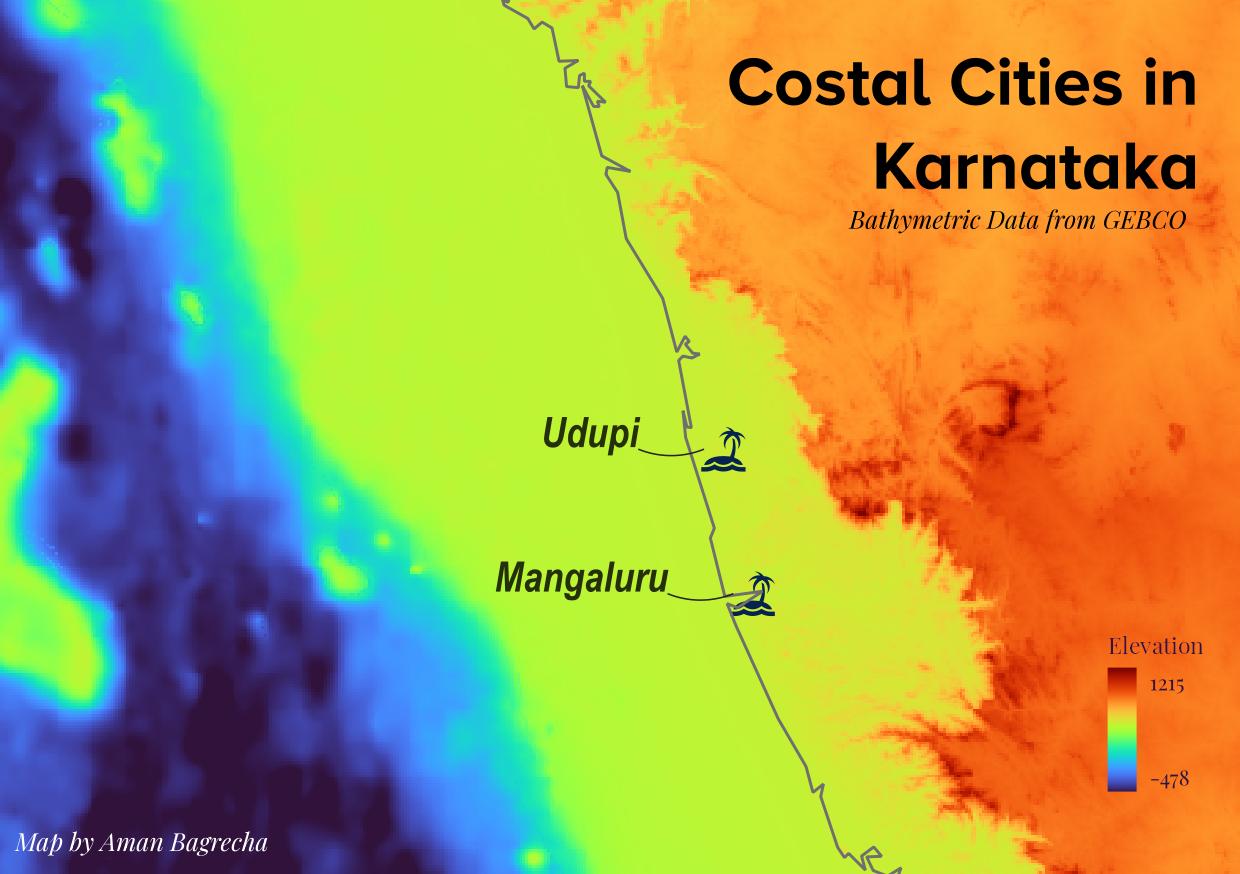 Costal Cities in
Karnataka
Bathymetric Data from GEBCO
Udupi
Mangaluru
Elevation
1215
-478
Map by Aman Bagrecha